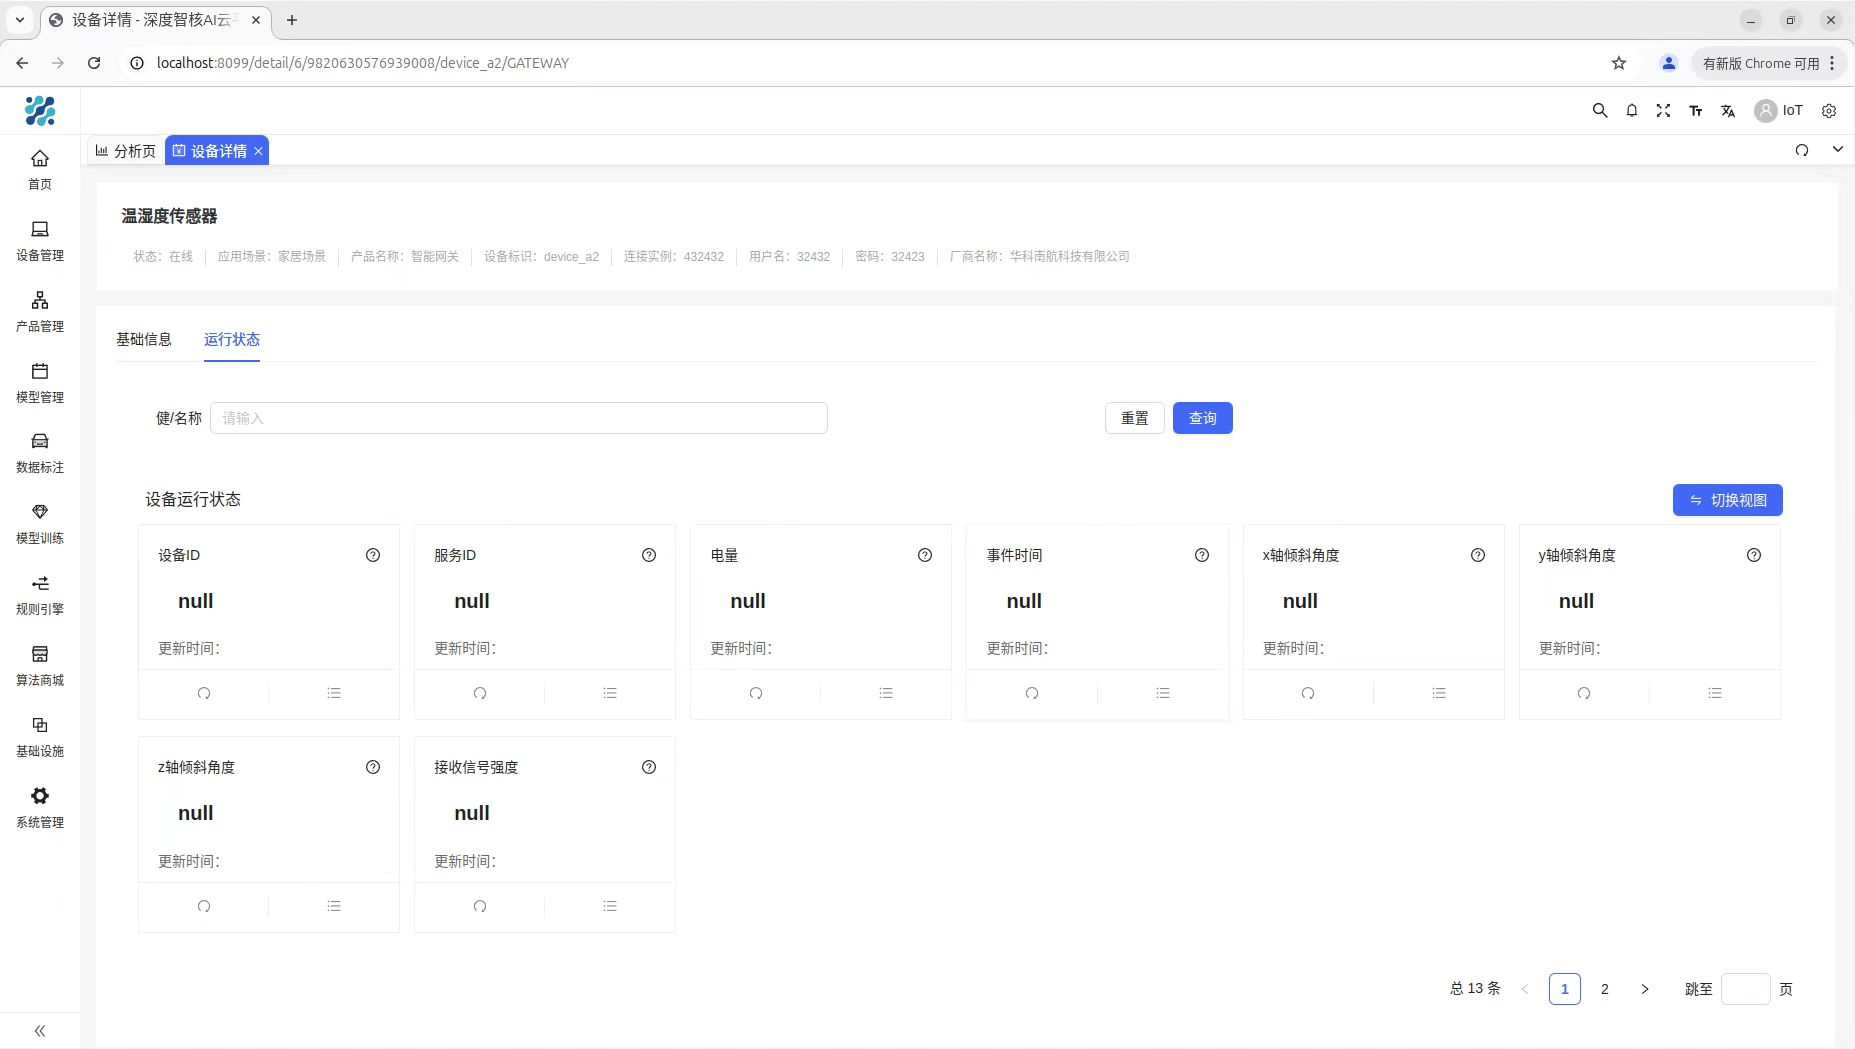 设备详情 - 深度智核AI云
localhost:8099/detail/6/9820630576939008/device_a2/GATEWAY
有新版 Chrome 可用
IoT
分析页 设备详情
首页
设备管理
产品管理
模型管理
数据标注
模型训练
规则引擎
算法商城
基础设施
系统管理
温湿度传感器
状态：在线 应用场景：家居场景 产品名称：智能网关 设备标识：device_a2 连接实例：432432 用户名：32432 密码：32423 厂商名称：华科南航科技有限公司
基础信息 运行状态
健/名称 请输入 重置 查询
设备运行状态 切换视图
设备ID 服务ID 电量 事件时间 x轴倾斜角度 y轴倾斜角度
null null null null null null
更新时间： 更新时间： 更新时间： 更新时间： 更新时间： 更新时间：
z轴倾斜角度 接收信号强度
null null
更新时间： 更新时间：
总 13 条 1 2 跳至 页